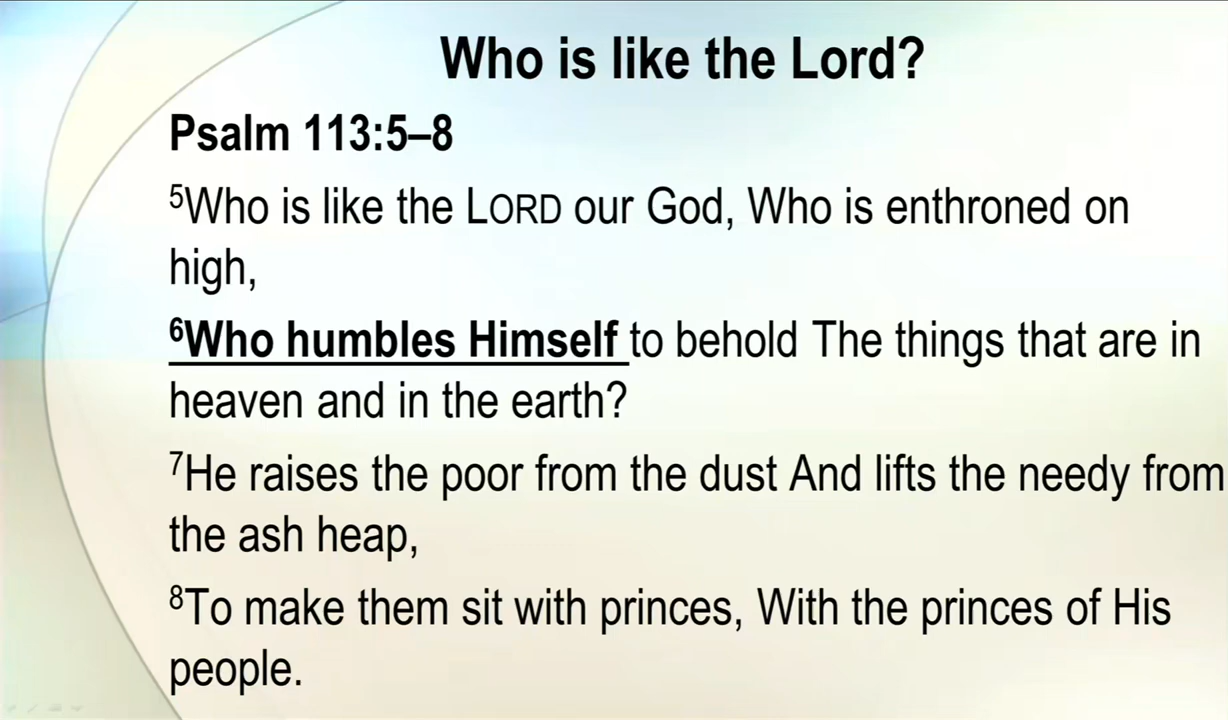 Who is like the Lord?
Psalm 113:5–8
⁵Who is like the LORD our God, Who is enthroned on
high,
⁶Who humbles Himself to behold The things that are in
heaven and in the earth?
⁷He raises the poor from the dust And lifts the needy from
the ash heap,
⁸To make them sit with princes, With the princes of His
people.